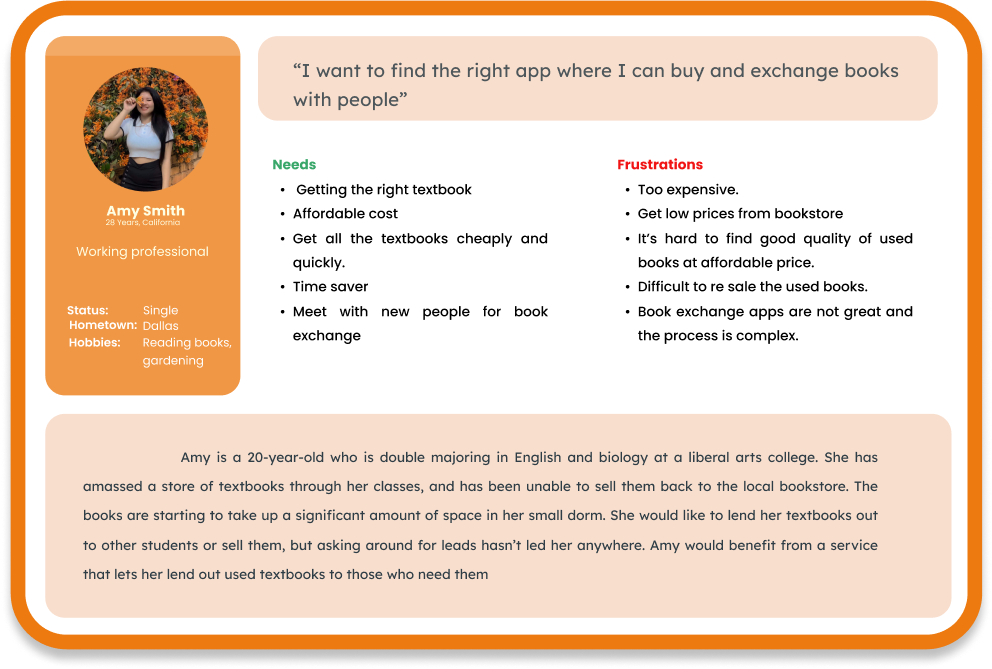 Amy Smith
28 Years, California
Working professional
Status: Single
Hometown: Dallas
Hobbies: Reading books,
gardening
“I want to find the right app where I can buy and exchange books
with people”
Needs
• Getting the right textbook
• Affordable cost
• Get all the textbooks cheaply and
quickly.
• Time saver
• Meet with new people for book
exchange
Frustrations
• Too expensive.
• Get low prices from bookstore
• It’s hard to find good quality of used
books at affordable price.
• Difficult to re sale the used books.
• Book exchange apps are not great and
the process is complex.
Amy is a 20-year-old who is double majoring in English and biology at a liberal arts college. She has
amassed a store of textbooks through her classes, and has been unable to sell them back to the local bookstore. The
books are starting to take up a significant amount of space in her small dorm. She would like to lend her textbooks out
to other students or sell them, but asking around for leads hasn’t led her anywhere. Amy would benefit from a service
that lets her lend out used textbooks to those who need them